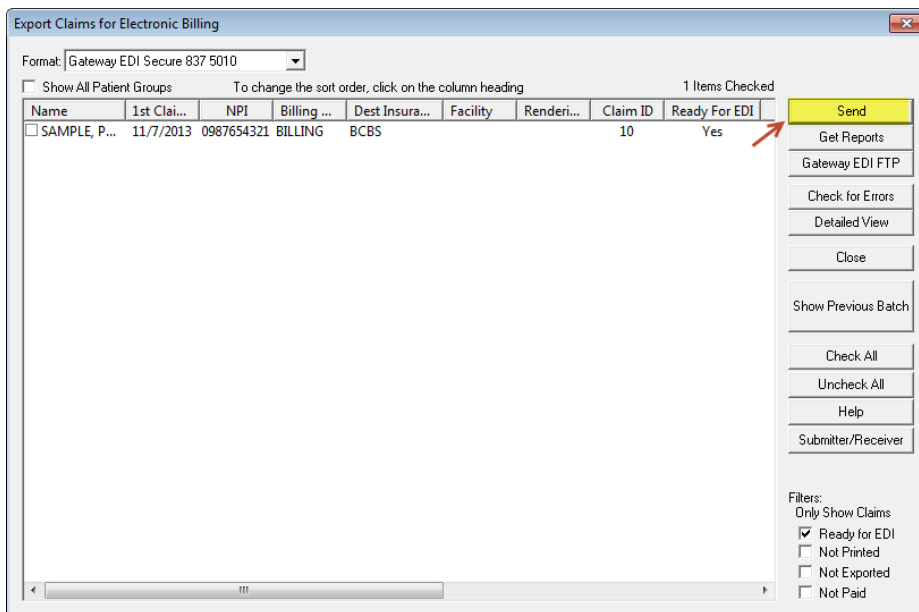 Export Claims for Electronic Billing
Format: Gateway EDI Secure 837 5010
Show All Patient Groups To change the sort order, click on the column heading 1 Items Checked
Name 1st Clai... NPI Billing ... Dest Insura... Facility Renderi... Claim ID Ready For EDI
SAMPLE, P... 11/7/2013 0987654321 BILLING BCBS 10 Yes
Send
Get Reports
Gateway EDI FTP
Check for Errors
Detailed View
Close
Show Previous Batch
Check All
Uncheck All
Help
Submitter/Receiver
Filters:
Only Show Claims
Ready for EDI
Not Printed
Not Exported
Not Paid